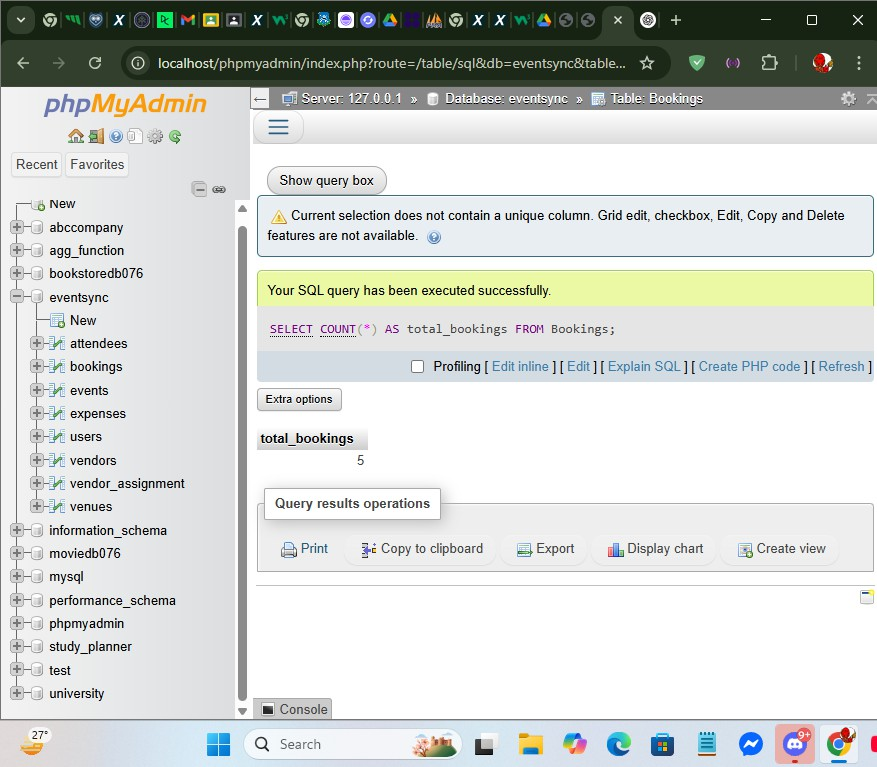 localhost/phpmyadmin/index.php?route=/table/sql&db=eventsync&table...
phpMyAdmin
Recent
Favorites
New
abccompany
agg_function
bookstoredb076
eventsync
New
attendees
bookings
events
expenses
users
vendors
vendor_assignment
venues
information_schema
moviedb076
mysql
performance_schema
phpmyadmin
study_planner
test
university
Server: 127.0.0.1 » Database: eventsync » Table: Bookings
Show query box
Current selection does not contain a unique column. Grid edit, checkbox, Edit, Copy and Delete
features are not available.
Your SQL query has been executed successfully.
SELECT COUNT(*) AS total_bookings FROM Bookings;
Profiling [ Edit inline ] [ Edit ] [ Explain SQL ] [ Create PHP code ] [ Refresh ]
Extra options
total_bookings
5
Query results operations
Print
Copy to clipboard
Export
Display chart
Create view
Console
27°
Search
9+